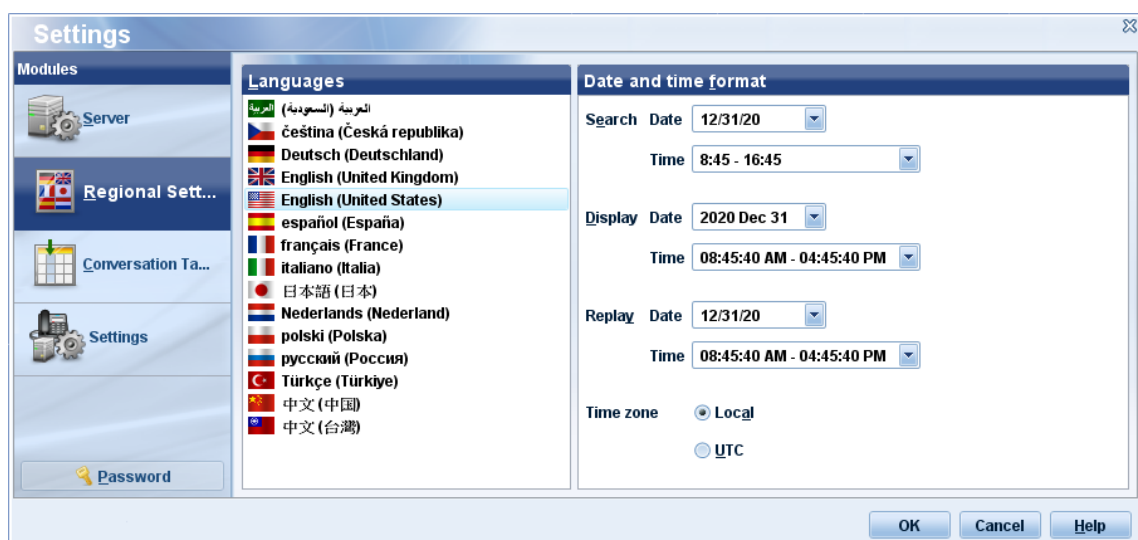 Settings
Modules
Server
Regional Sett...
Conversation Ta...
Settings
Password
Languages
العربية العربية (السعودية)
čeština (Česká republika)
Deutsch (Deutschland)
English (United Kingdom)
English (United States)
español (España)
français (France)
italiano (Italia)
日本語 (日本)
Nederlands (Nederland)
polski (Polska)
русский (Россия)
Türkçe (Türkiye)
中文 (中国)
中文 (台灣)
Date and time format
Search Date 12/31/20
Time 8:45 - 16:45
Display Date 2020 Dec 31
Time 08:45:40 AM - 04:45:40 PM
Replay Date 12/31/20
Time 08:45:40 AM - 04:45:40 PM
Time zone Local
UTC
OK Cancel Help